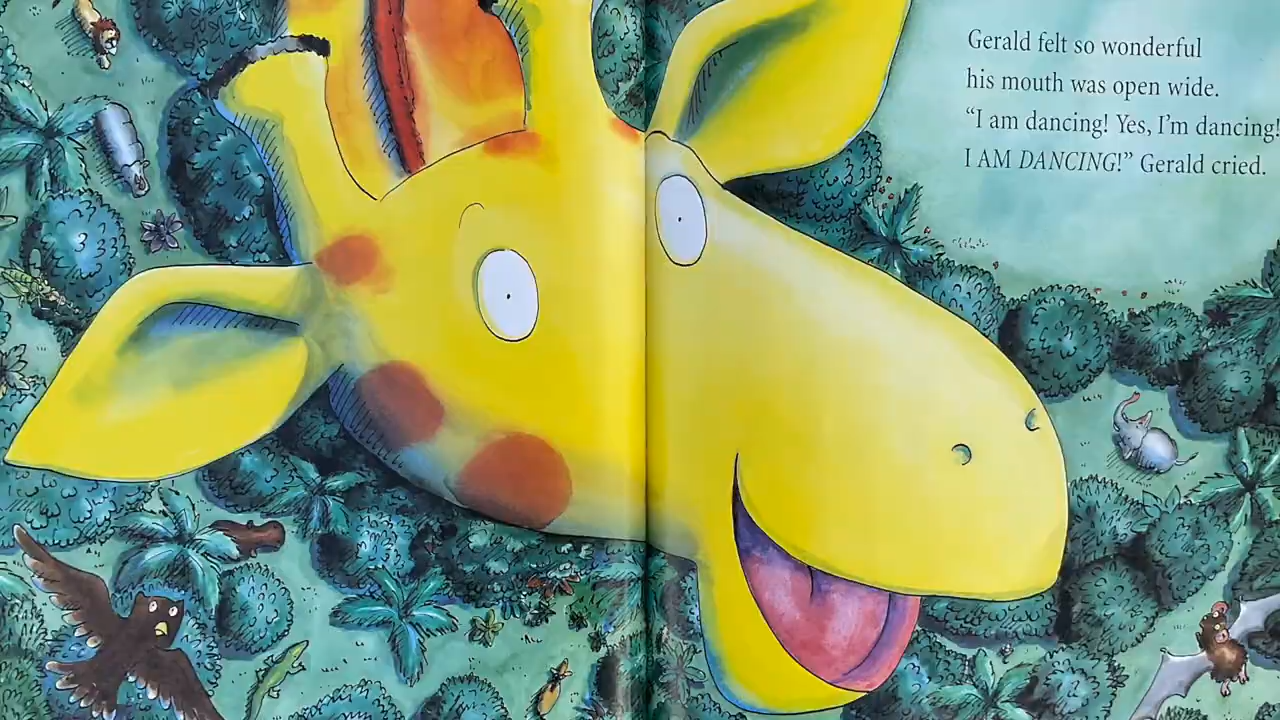 Gerald felt so wonderful
his mouth was open wide.
“I am dancing! Yes, I’m dancing!
I AM DANCING!” Gerald cried.